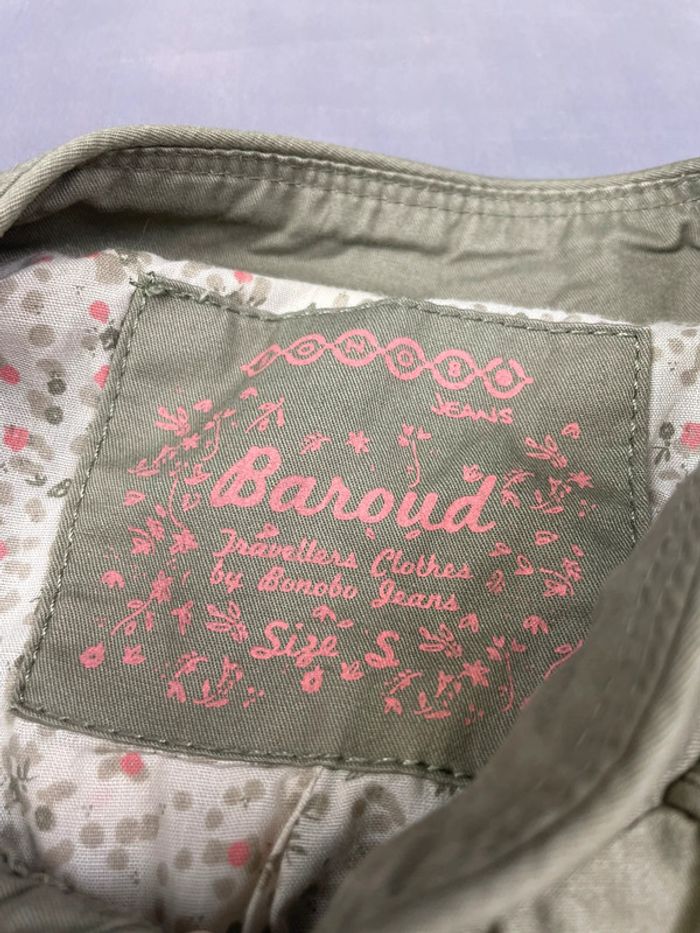 BONOBO
JEANS
Baroud
Travellers Clothes
by Bonobo Jeans
Size S